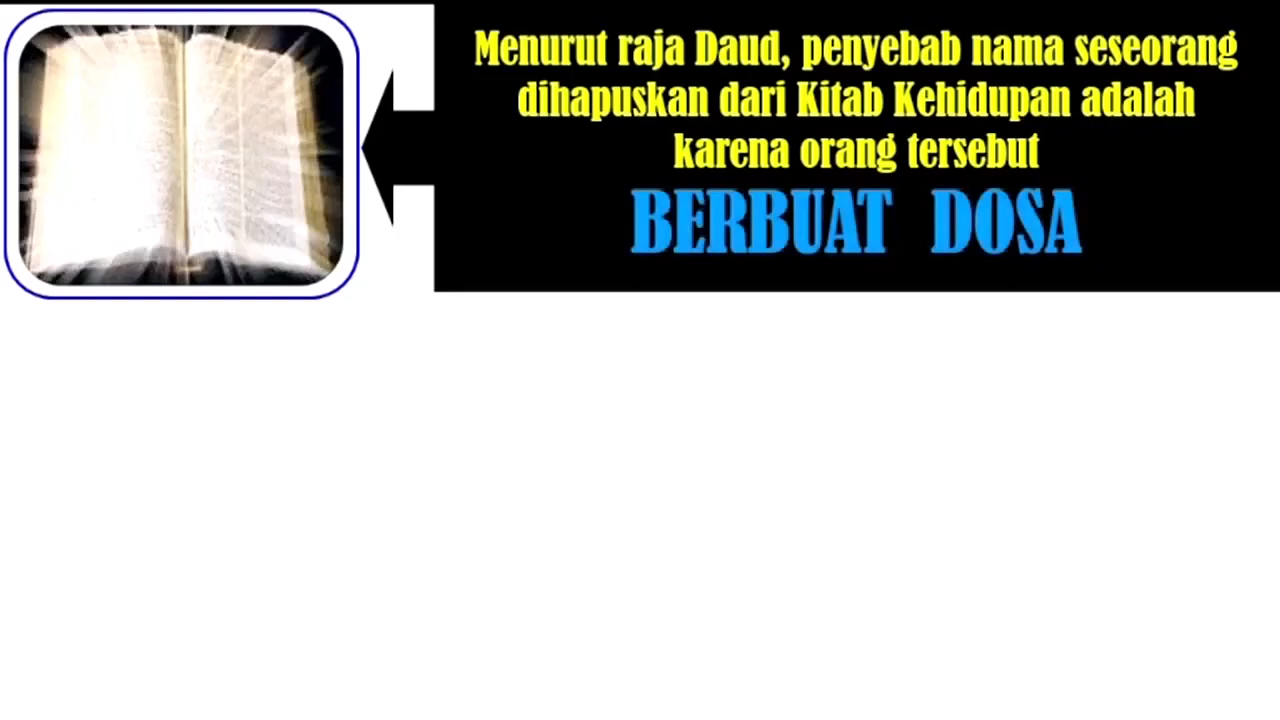 Menurut raja Daud, penyebab nama seseorang
dihapuskan dari Kitab Kehidupan adalah
karena orang tersebut
BERBUAT DOSA